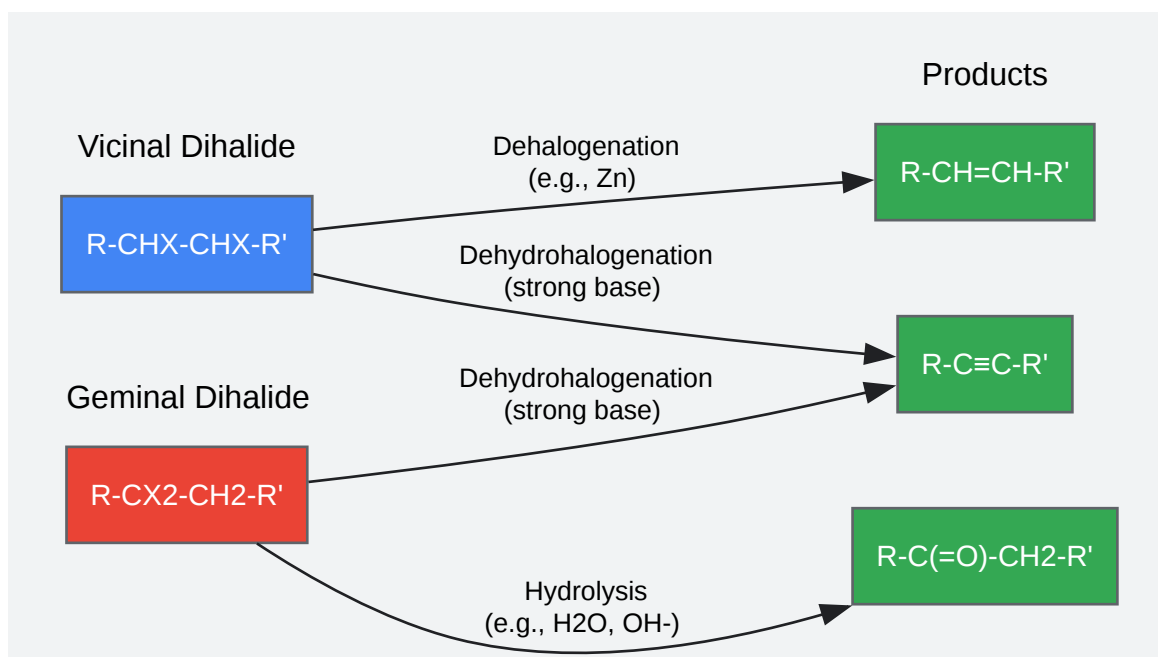 Products
Vicinal Dihalide
Dehalogenation
(e.g., Zn)
R-CH=CH-R'
R-CHX-CHX-R'
Dehydrohalogenation
(strong base)
R-C≡C-R'
Geminal Dihalide
Dehydrohalogenation
(strong base)
R-CX2-CH2-R'
R-C(=O)-CH2-R'
Hydrolysis
(e.g., H2O, OH-)